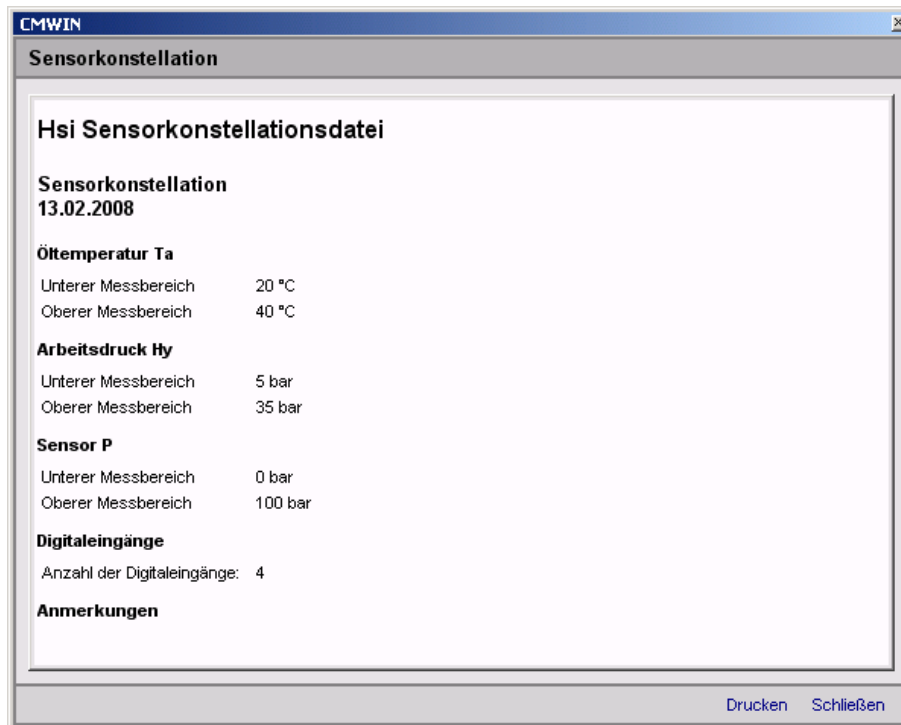 CMWIN
Sensorkonstellation
Hsi Sensorkonstellationsdatei
Sensorkonstellation
13.02.2008
Öltemperatur Ta
Unterer Messbereich 20 °C
Oberer Messbereich 40 °C
Arbeitsdruck Hy
Unterer Messbereich 5 bar
Oberer Messbereich 35 bar
Sensor P
Unterer Messbereich 0 bar
Oberer Messbereich 100 bar
Digitaleingänge
Anzahl der Digitaleingänge: 4
Anmerkungen
Drucken Schließen